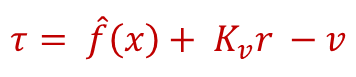 τ = f̂(x) + K_v r − v